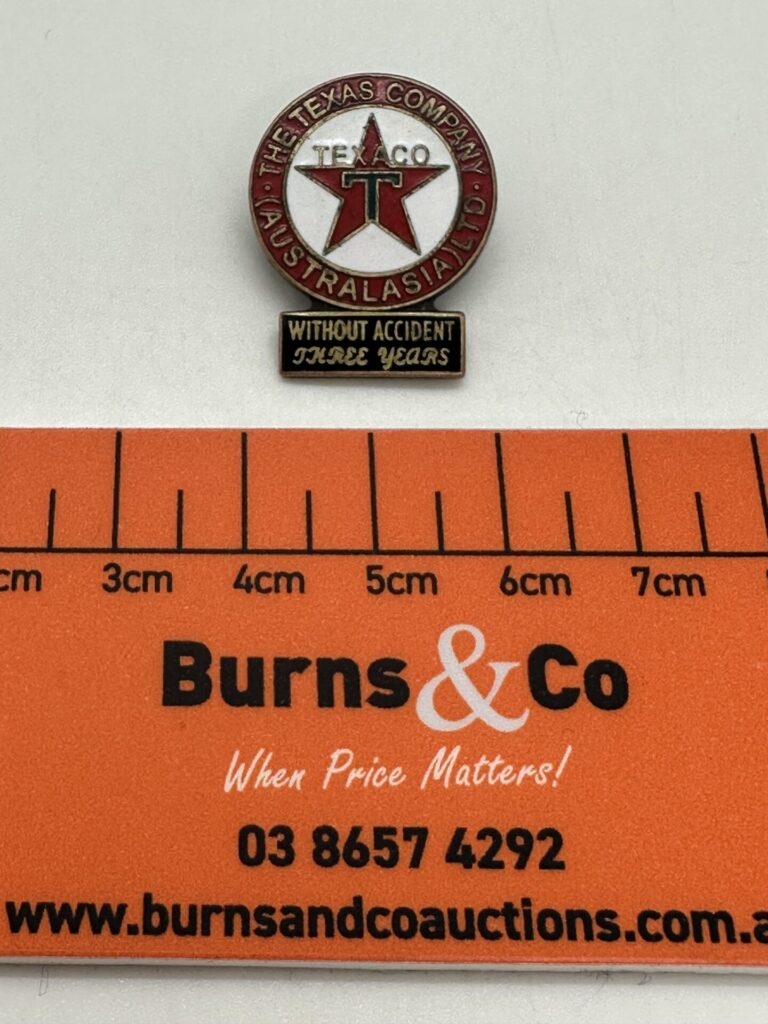 THE TEXAS COMPANY
(AUSTRALASIA) LTD
TEXACO
T
WITHOUT ACCIDENT
THREE YEARS
cm 3cm 4cm 5cm 6cm 7cm
Burns & Co
When Price Matters!
03 8657 4292
www.burnsandcoauctions.com.a